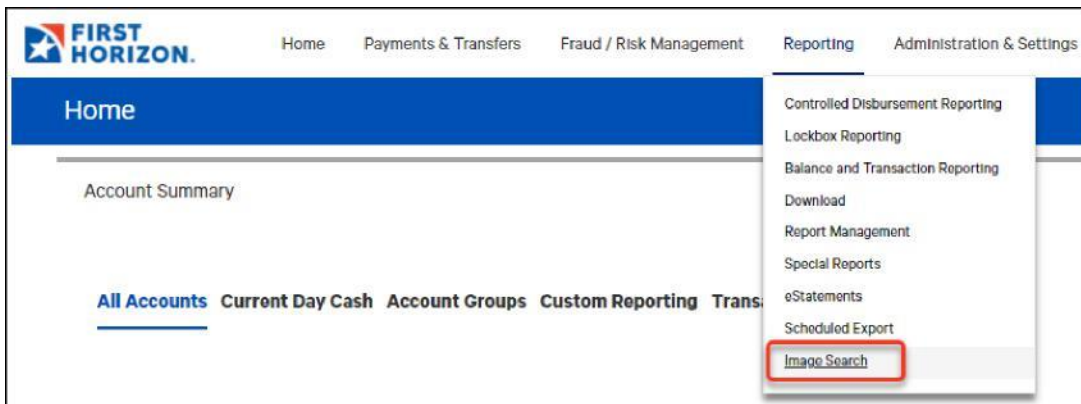 FIRST
HORIZON.
Home Payments & Transfers Fraud / Risk Management Reporting Administration & Settings
Home
Controlled Disbursement Reporting
Lockbox Reporting
Balance and Transaction Reporting
Download
Report Management
Special Reports
eStatements
Scheduled Export
Image Search
Account Summary
All Accounts Current Day Cash Account Groups Custom Reporting